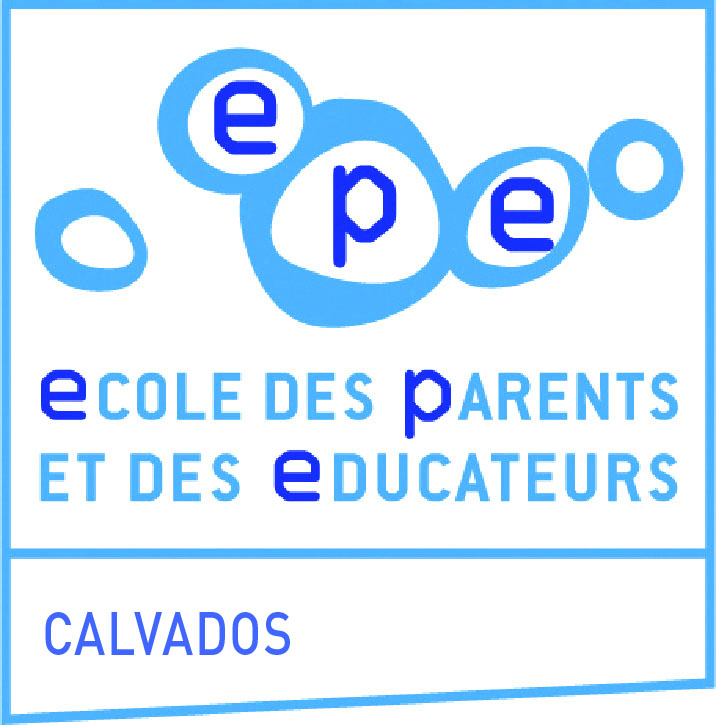 epe
eCOLE DES pARENTS
ET DES eDUCATEURS
CALVADOS